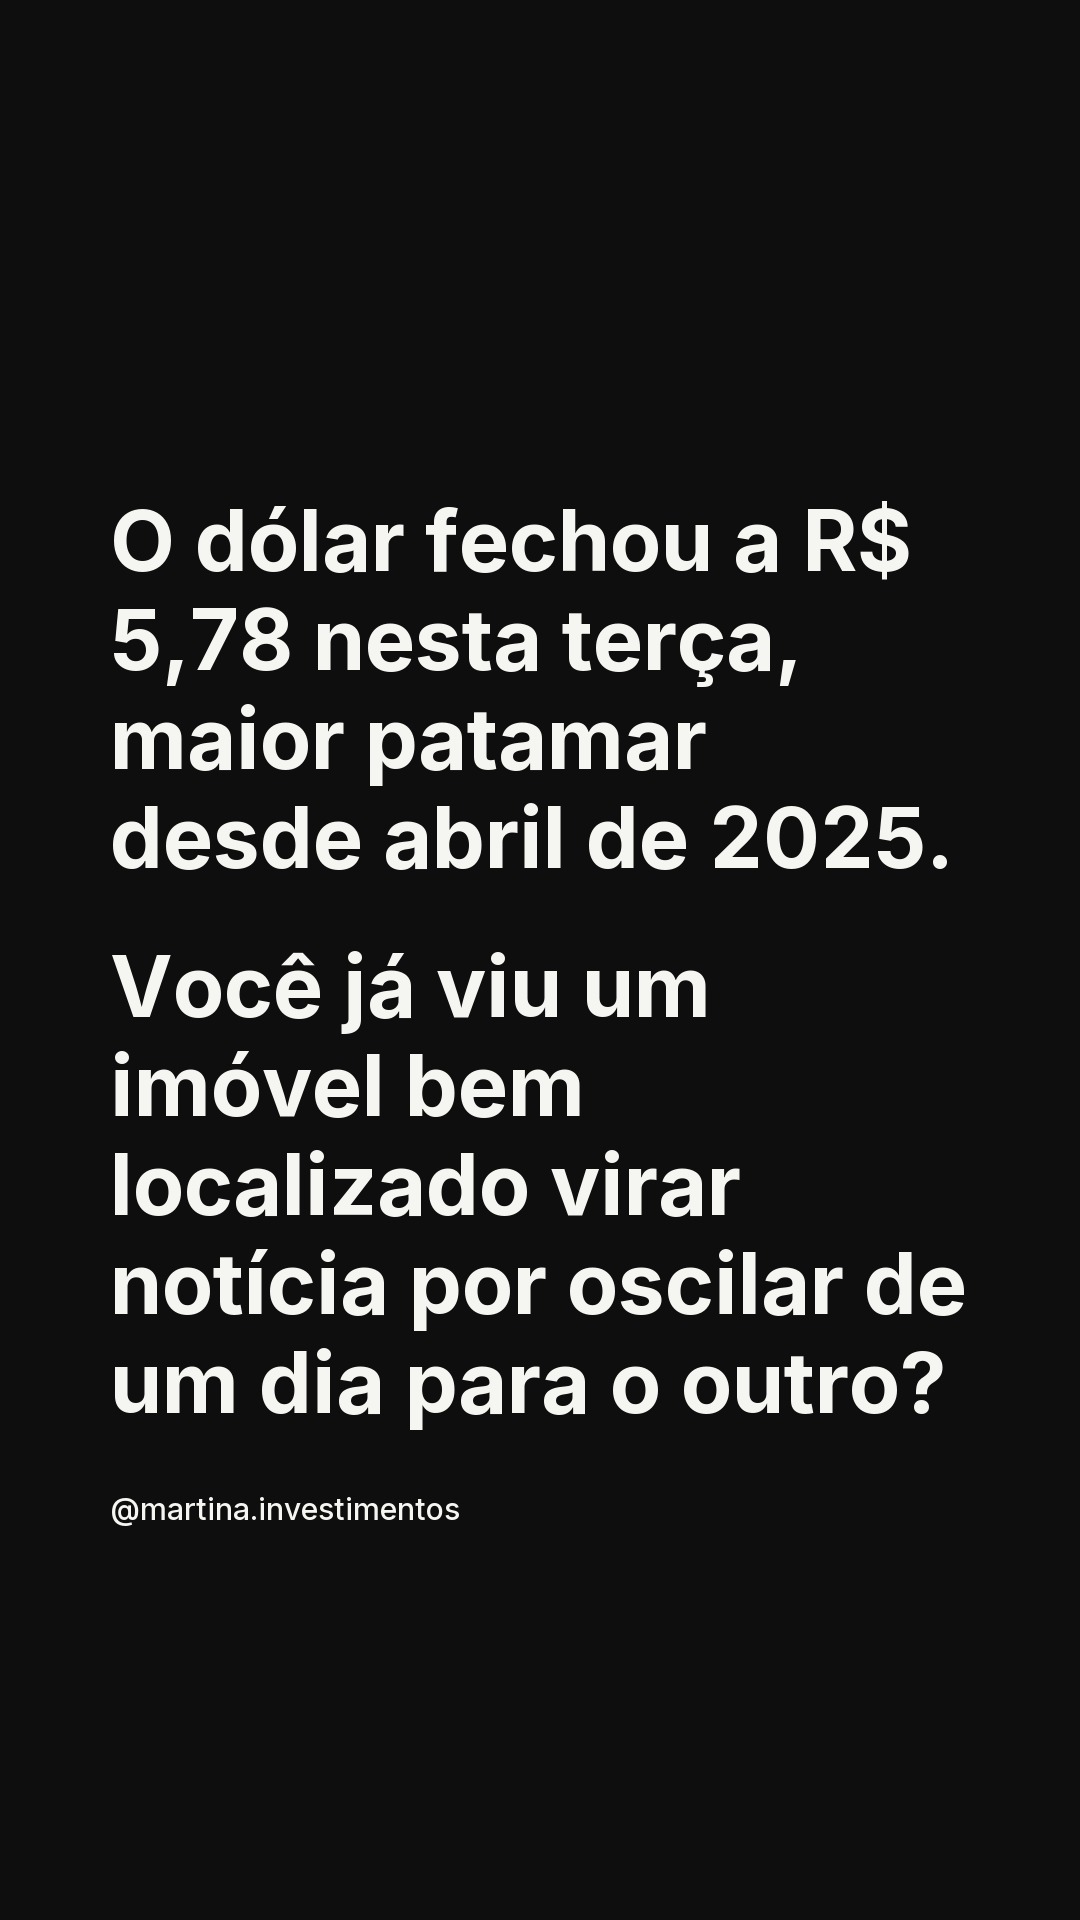 O dólar fechou a R$
5,78 nesta terça,
maior patamar
desde abril de 2025.
Você já viu um
imóvel bem
localizado virar
notícia por oscilar de
um dia para o outro?
@martina.investimentos